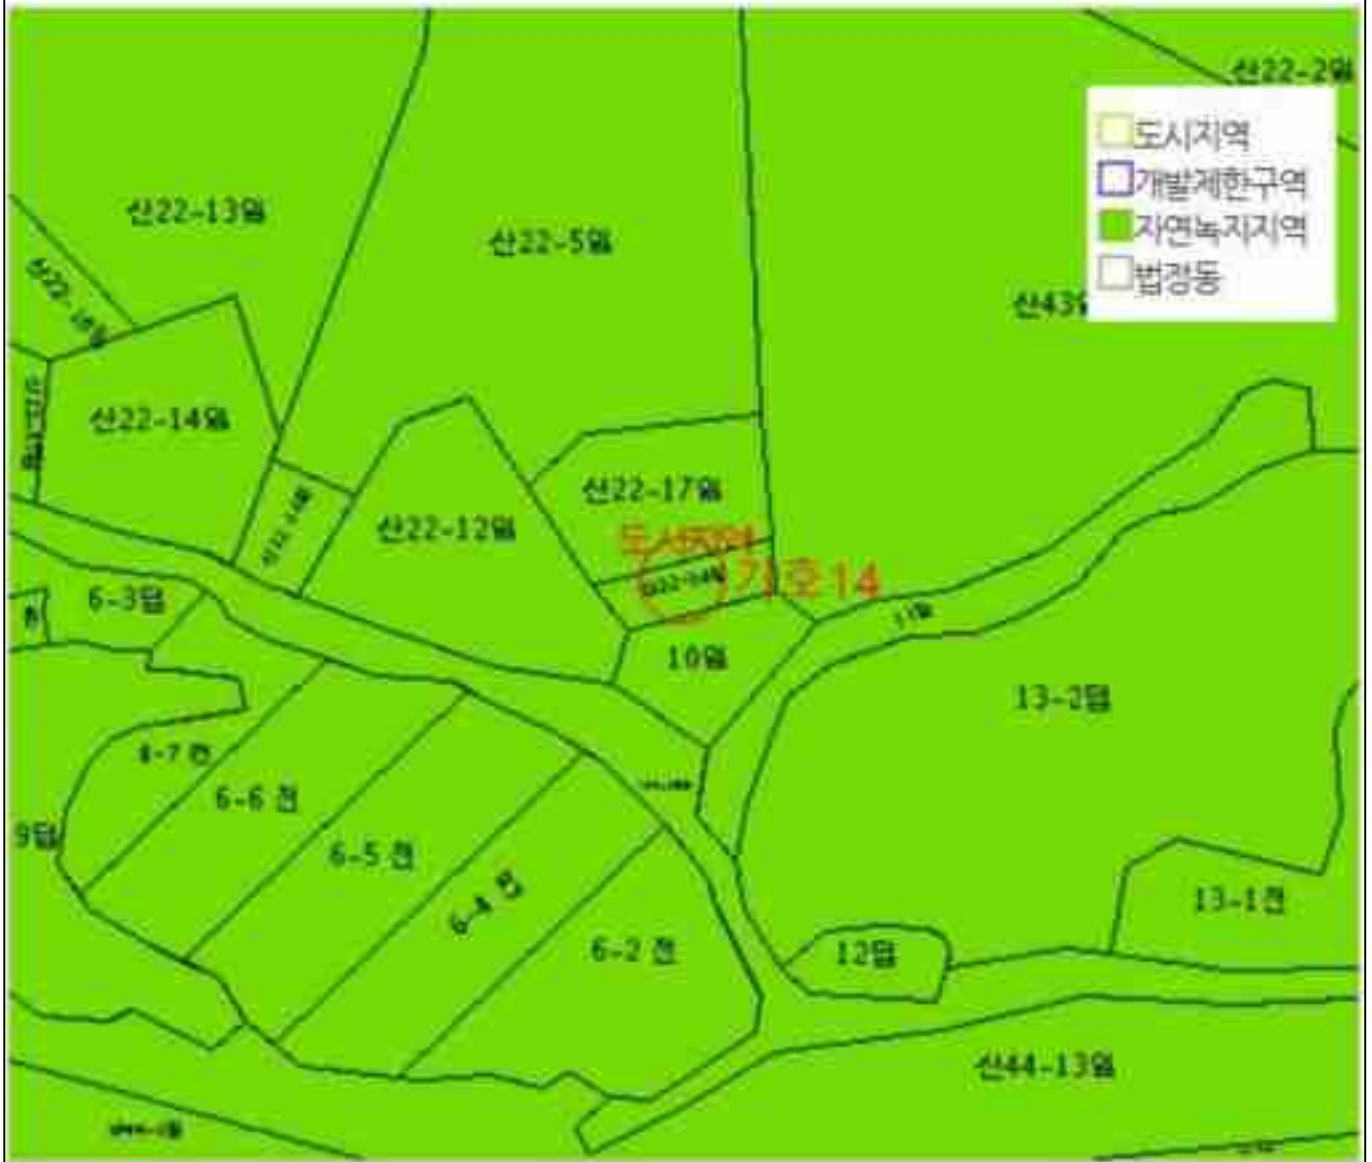 산22-2임
도시지역
개발제한구역
자연녹지지역
법정동
산22-13임
산22-5임
산43임
산22-14임
산22-17임
산22-12임
도시지역
기호14
6-3답
10임
13-2답
6-6 전
6-5 전
6-4 전
6-2 전
9답
12답
13-1전
산44-13임